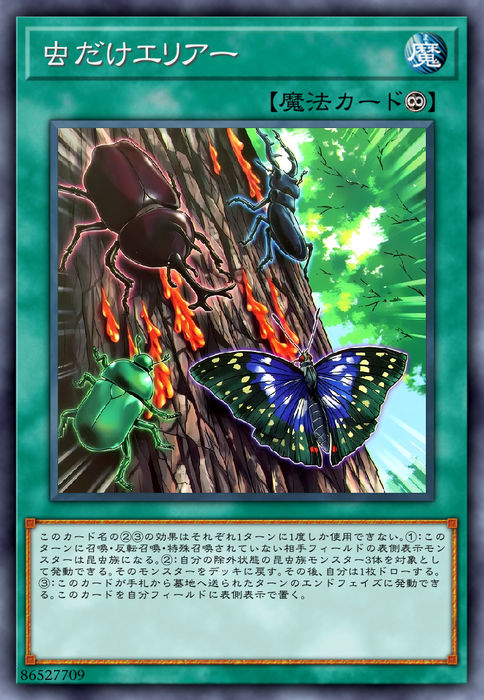 虫だけエリアー
魔
【魔法カード♾】
このカード名の②③の効果はそれぞれ1ターンに1度しか使用できない。①:この
ターンに召喚・反転召喚・特殊召喚されていない相手フィールドの表側表示モン
スターは昆虫族になる。②:自分の除外状態の昆虫族モンスター3体を対象とし
て発動できる。そのモンスターをデッキに戻す。その後、自分は1枚ドローする。
③:このカードが手札から墓地へ送られたターンのエンドフェイズに発動でき
る。このカードを自分フィールドに表側表示で置く。
86527709